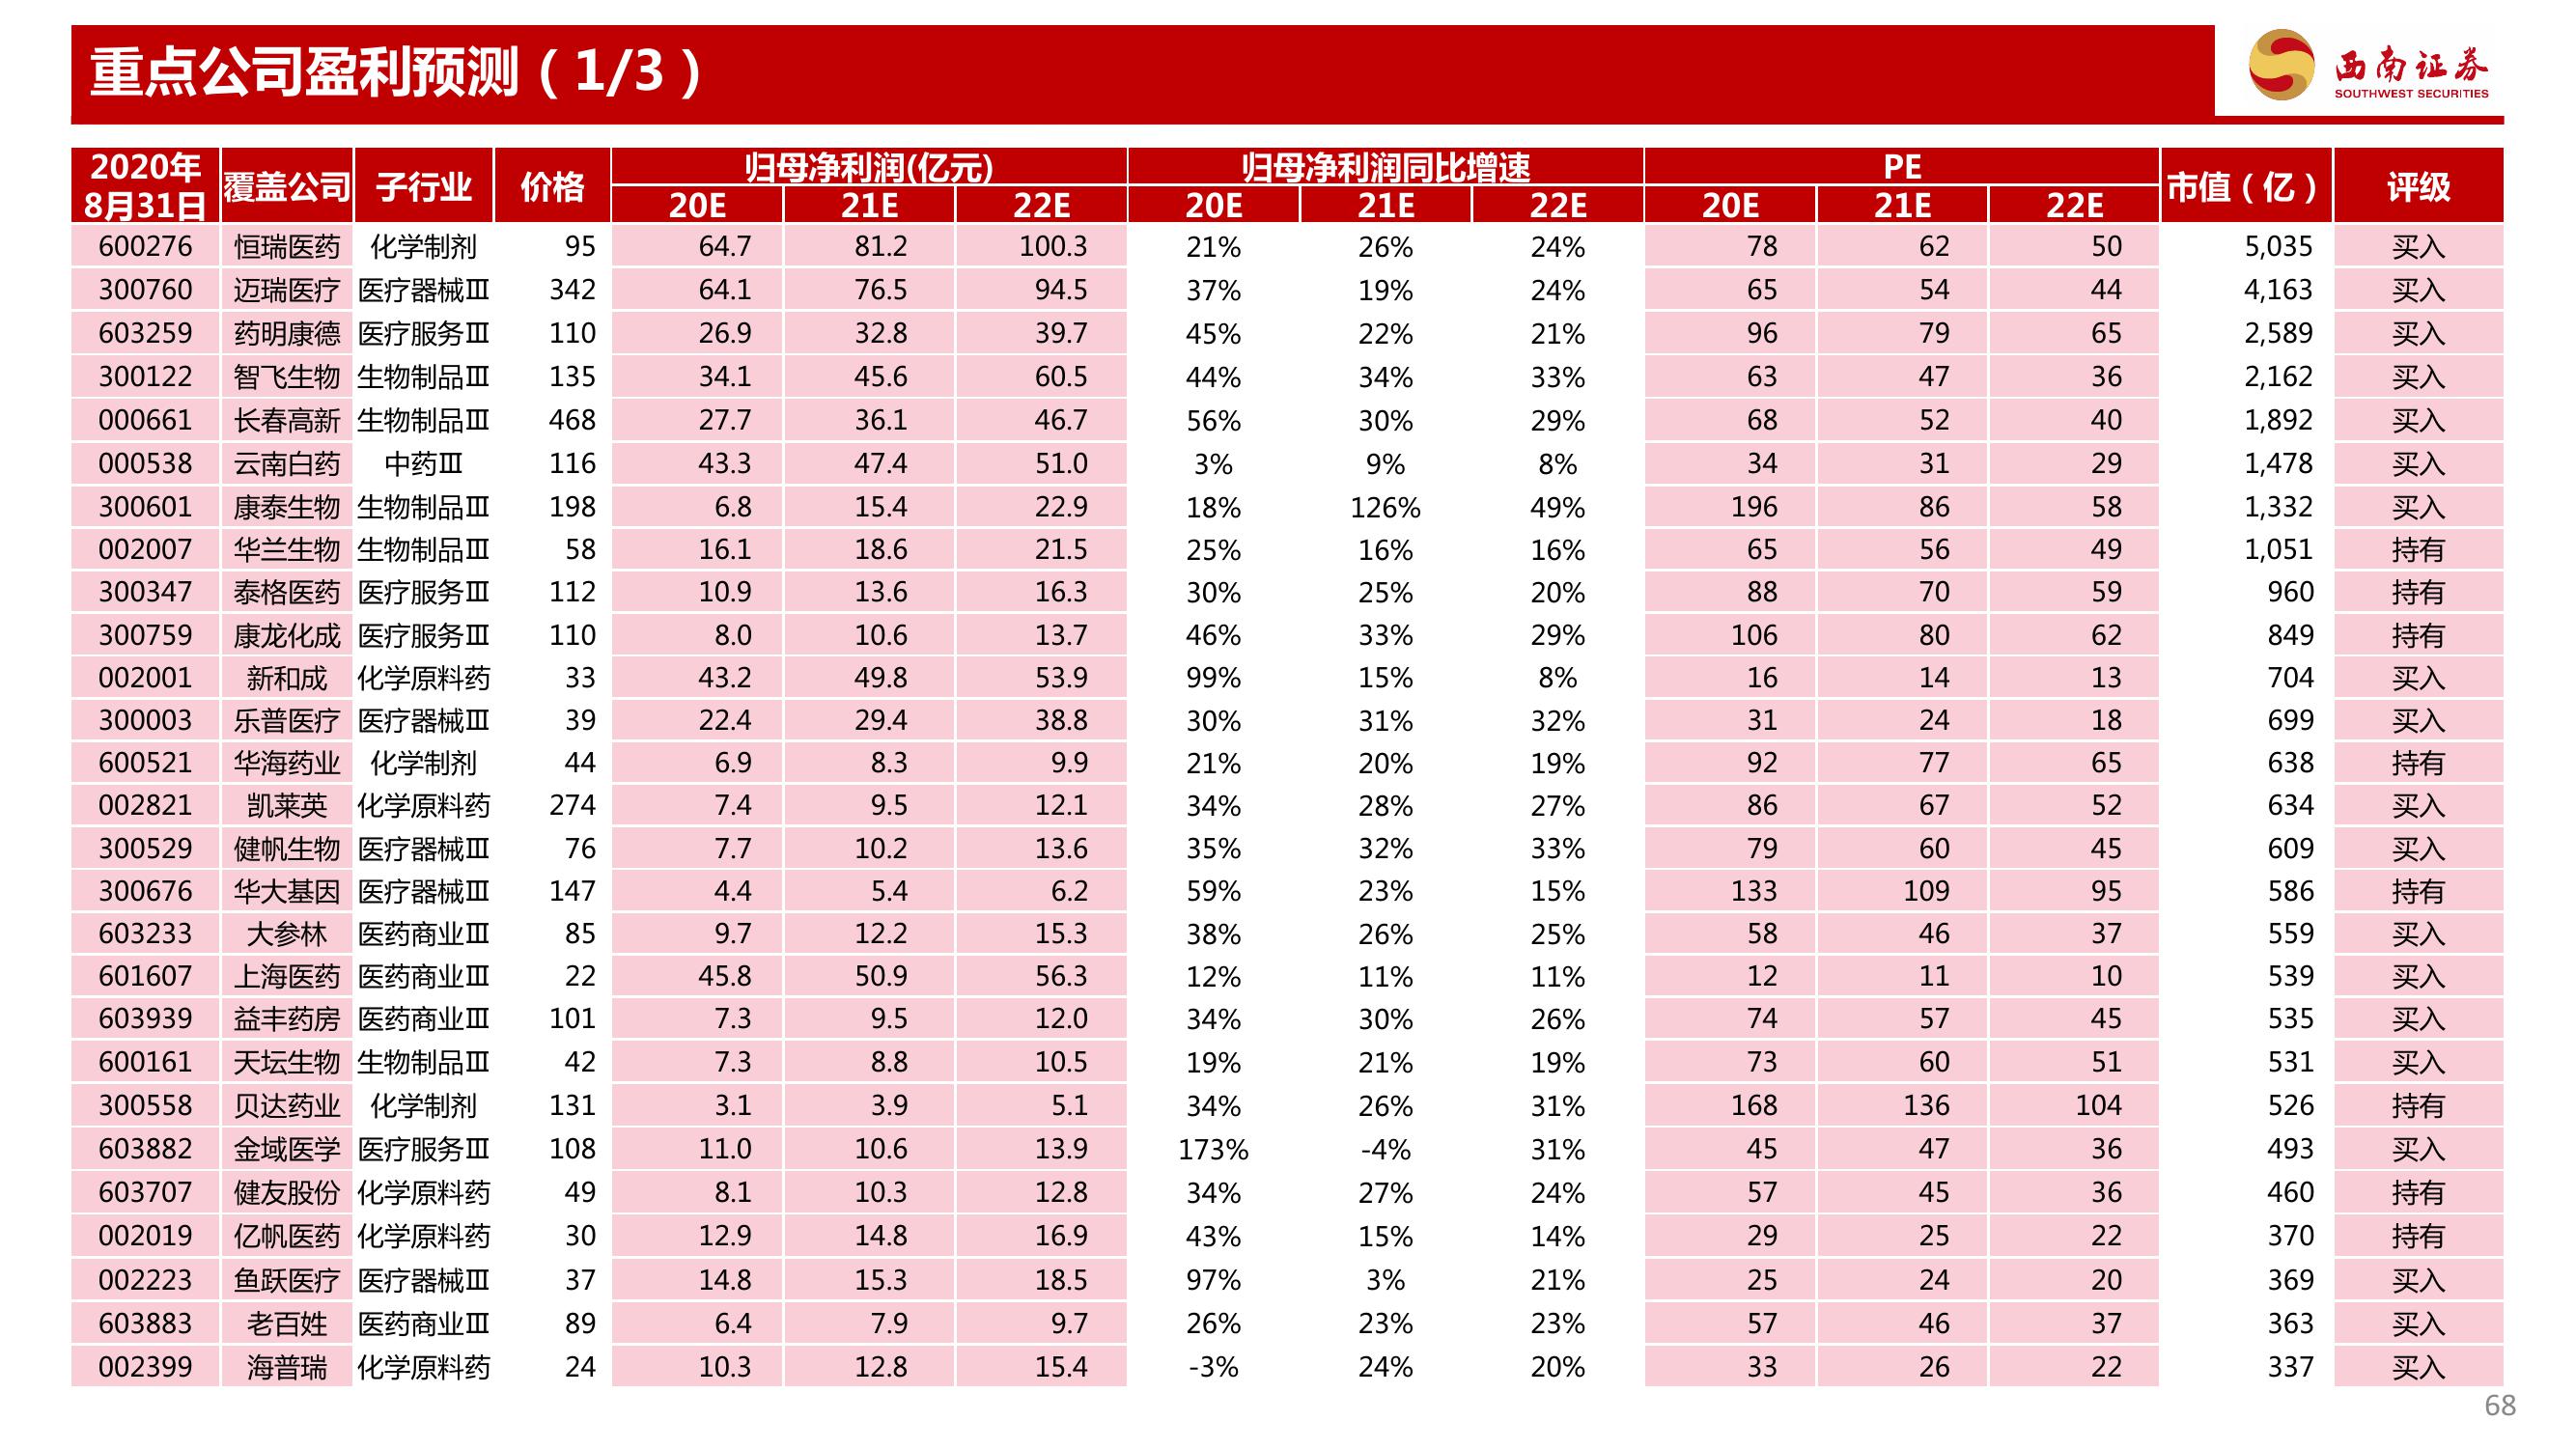 重点公司盈利预测（1/3）
西南证券
SOUTHWEST SECURITIES
2020年8月31日 覆盖公司 子行业 价格 归母净利润(亿元) 归母净利润同比增速 PE 市值（亿） 评级
20E 21E 22E 20E 21E 22E 20E 21E 22E
600276 恒瑞医药 化学制剂 95 64.7 81.2 100.3 21% 26% 24% 78 62 50 5,035 买入
300760 迈瑞医疗 医疗器械Ⅲ 342 64.1 76.5 94.5 37% 19% 24% 65 54 44 4,163 买入
603259 药明康德 医疗服务Ⅲ 110 26.9 32.8 39.7 45% 22% 21% 96 79 65 2,589 买入
300122 智飞生物 生物制品Ⅲ 135 34.1 45.6 60.5 44% 34% 33% 63 47 36 2,162 买入
000661 长春高新 生物制品Ⅲ 468 27.7 36.1 46.7 56% 30% 29% 68 52 40 1,892 买入
000538 云南白药 中药Ⅲ 116 43.3 47.4 51.0 3% 9% 8% 34 31 29 1,478 买入
300601 康泰生物 生物制品Ⅲ 198 6.8 15.4 22.9 18% 126% 49% 196 86 58 1,332 买入
002007 华兰生物 生物制品Ⅲ 58 16.1 18.6 21.5 25% 16% 16% 65 56 49 1,051 持有
300347 泰格医药 医疗服务Ⅲ 112 10.9 13.6 16.3 30% 25% 20% 88 70 59 960 持有
300759 康龙化成 医疗服务Ⅲ 110 8.0 10.6 13.7 46% 33% 29% 106 80 62 849 持有
002001 新和成 化学原料药 33 43.2 49.8 53.9 99% 15% 8% 16 14 13 704 买入
300003 乐普医疗 医疗器械Ⅲ 39 22.4 29.4 38.8 30% 31% 32% 31 24 18 699 买入
600521 华海药业 化学制剂 44 6.9 8.3 9.9 21% 20% 19% 92 77 65 638 持有
002821 凯莱英 化学原料药 274 7.4 9.5 12.1 34% 28% 27% 86 67 52 634 买入
300529 健帆生物 医疗器械Ⅲ 76 7.7 10.2 13.6 35% 32% 33% 79 60 45 609 买入
300676 华大基因 医疗器械Ⅲ 147 4.4 5.4 6.2 59% 23% 15% 133 109 95 586 持有
603233 大参林 医药商业Ⅲ 85 9.7 12.2 15.3 38% 26% 25% 58 46 37 559 买入
601607 上海医药 医药商业Ⅲ 22 45.8 50.9 56.3 12% 11% 11% 12 11 10 539 买入
603939 益丰药房 医药商业Ⅲ 101 7.3 9.5 12.0 34% 30% 26% 74 57 45 535 买入
600161 天坛生物 生物制品Ⅲ 42 7.3 8.8 10.5 19% 21% 19% 73 60 51 531 买入
300558 贝达药业 化学制剂 131 3.1 3.9 5.1 34% 26% 31% 168 136 104 526 持有
603882 金域医学 医疗服务Ⅲ 108 11.0 10.6 13.9 173% -4% 31% 45 47 36 493 买入
603707 健友股份 化学原料药 49 8.1 10.3 12.8 34% 27% 24% 57 45 36 460 持有
002019 亿帆医药 化学原料药 30 12.9 14.8 16.9 43% 15% 14% 29 25 22 370 持有
002223 鱼跃医疗 医疗器械Ⅲ 37 14.8 15.3 18.5 97% 3% 21% 25 24 20 369 买入
603883 老百姓 医药商业Ⅲ 89 6.4 7.9 9.7 26% 23% 23% 57 46 37 363 买入
002399 海普瑞 化学原料药 24 10.3 12.8 15.4 -3% 24% 20% 33 26 22 337 买入
68